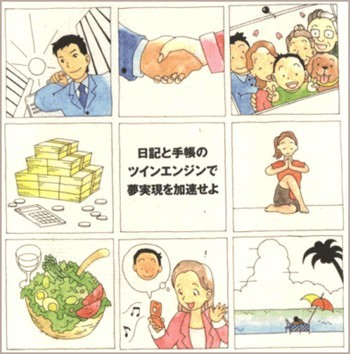 日記と手帳の
ツインエンジンで
夢実現を加速せよ